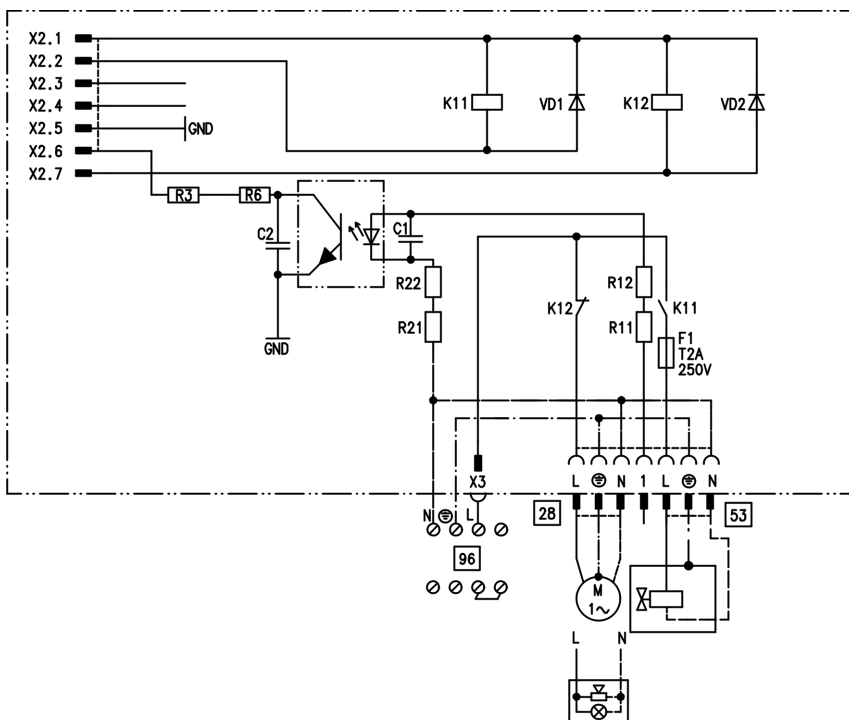 X2.1
X2.2
X2.3
X2.4
X2.5
X2.6
X2.7
K11
VD1
K12
VD2
GND
R3
R6
C2
C1
R22
R21
GND
K12
R12
R11
K11
F1
T2A
250V
X3
L
N
1
L
N
N
L
28
53
96
M
1~
L
N